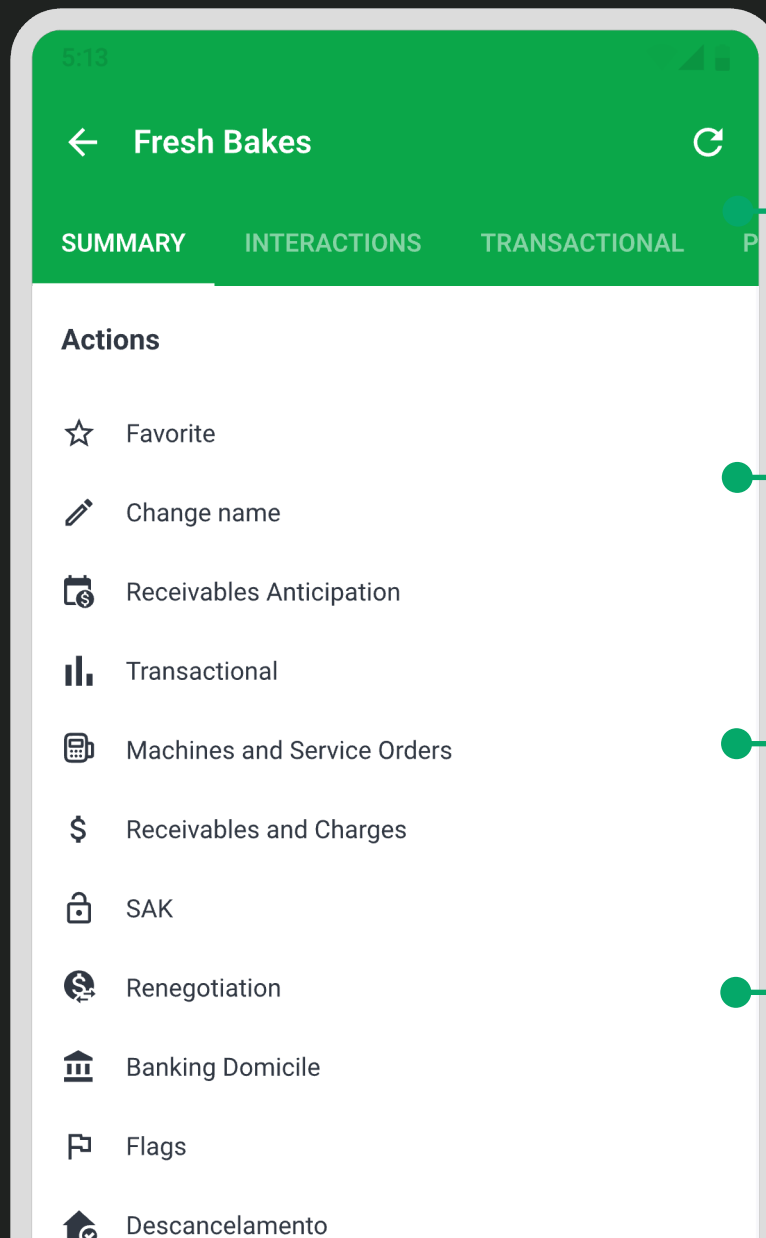 5:13
Fresh Bakes
SUMMARY INTERACTIONS TRANSACTIONAL P
Actions
Favorite
Change name
Receivables Anticipation
Transactional
Machines and Service Orders
Receivables and Charges
SAK
Renegotiation
Banking Domicile
Flags
Descancelamento